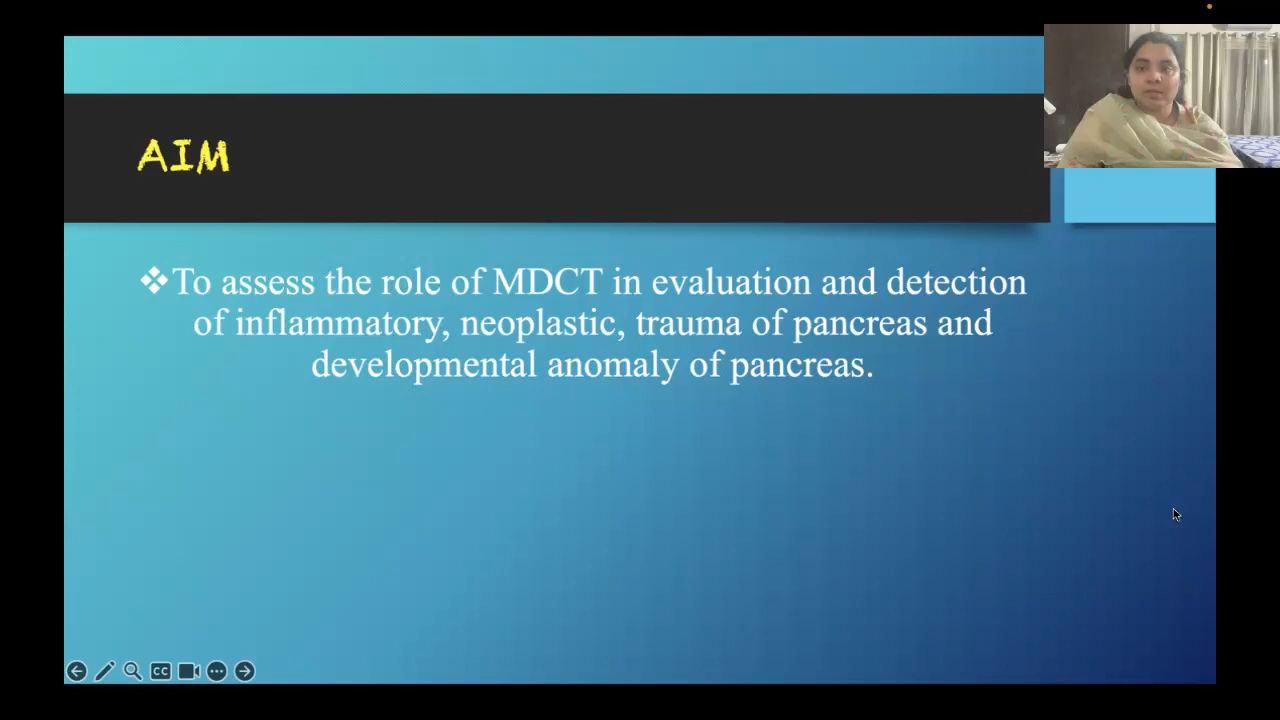 AIM
❖To assess the role of MDCT in evaluation and detection
of inflammatory, neoplastic, trauma of pancreas and
developmental anomaly of pancreas.
CC